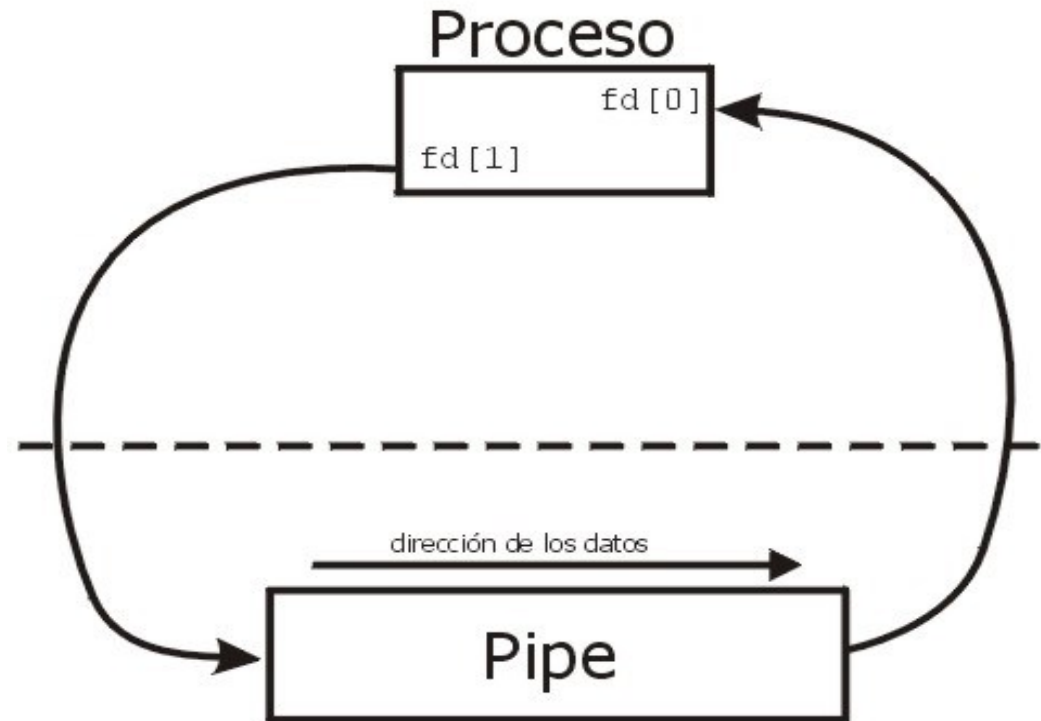 Proceso
fd[0]
fd[1]
dirección de los datos
Pipe